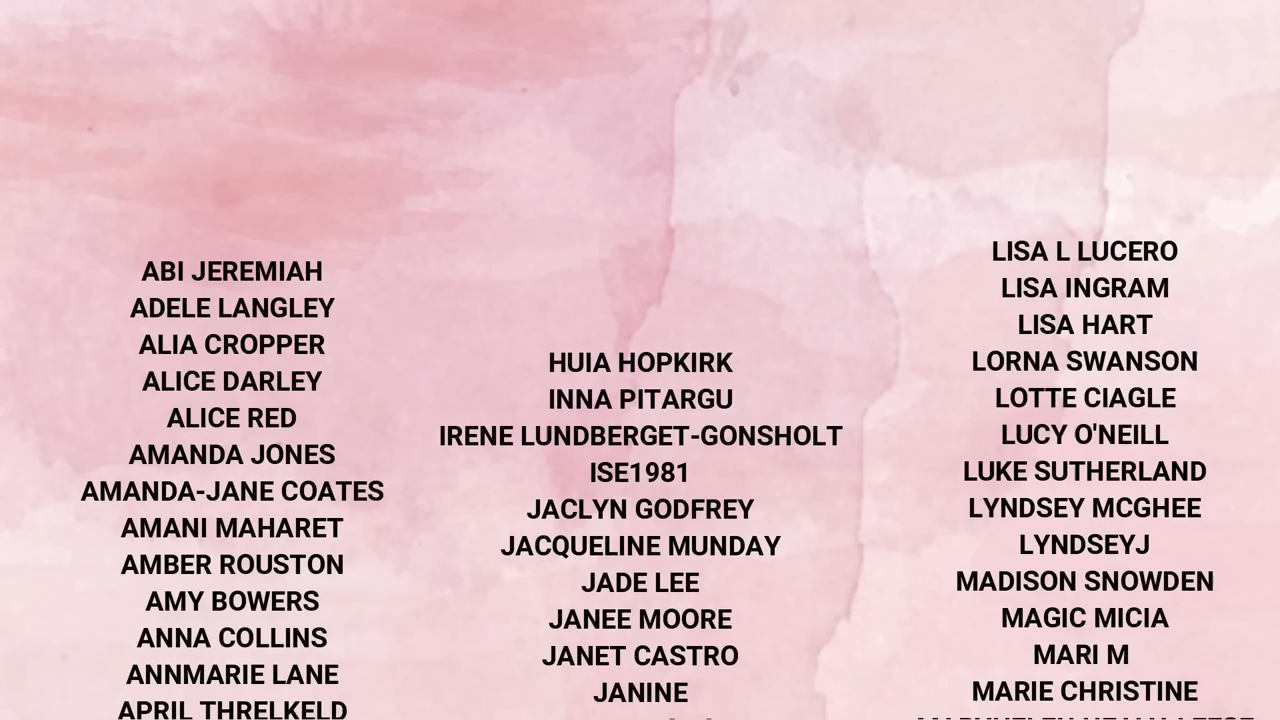 ABI JEREMIAH
ADELE LANGLEY
ALIA CROPPER
ALICE DARLEY
ALICE RED
AMANDA JONES
AMANDA-JANE COATES
AMANI MAHARET
AMBER ROUSTON
AMY BOWERS
ANNA COLLINS
ANNMARIE LANE
APRIL THRELKELD
HUIA HOPKIRK
INNA PITARGU
IRENE LUNDBERGET-GONSHOLT
ISE1981
JACLYN GODFREY
JACQUELINE MUNDAY
JADE LEE
JANEE MOORE
JANET CASTRO
JANINE
LISA L LUCERO
LISA INGRAM
LISA HART
LORNA SWANSON
LOTTE CIAGLE
LUCY O'NEILL
LUKE SUTHERLAND
LYNDSEY MCGHEE
LYNDSEYJ
MADISON SNOWDEN
MAGIC MICIA
MARI M
MARIE CHRISTINE